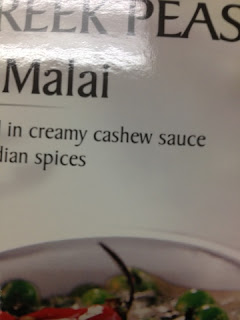 REEK PEAS
Malai
in creamy cashew sauce
dian spices